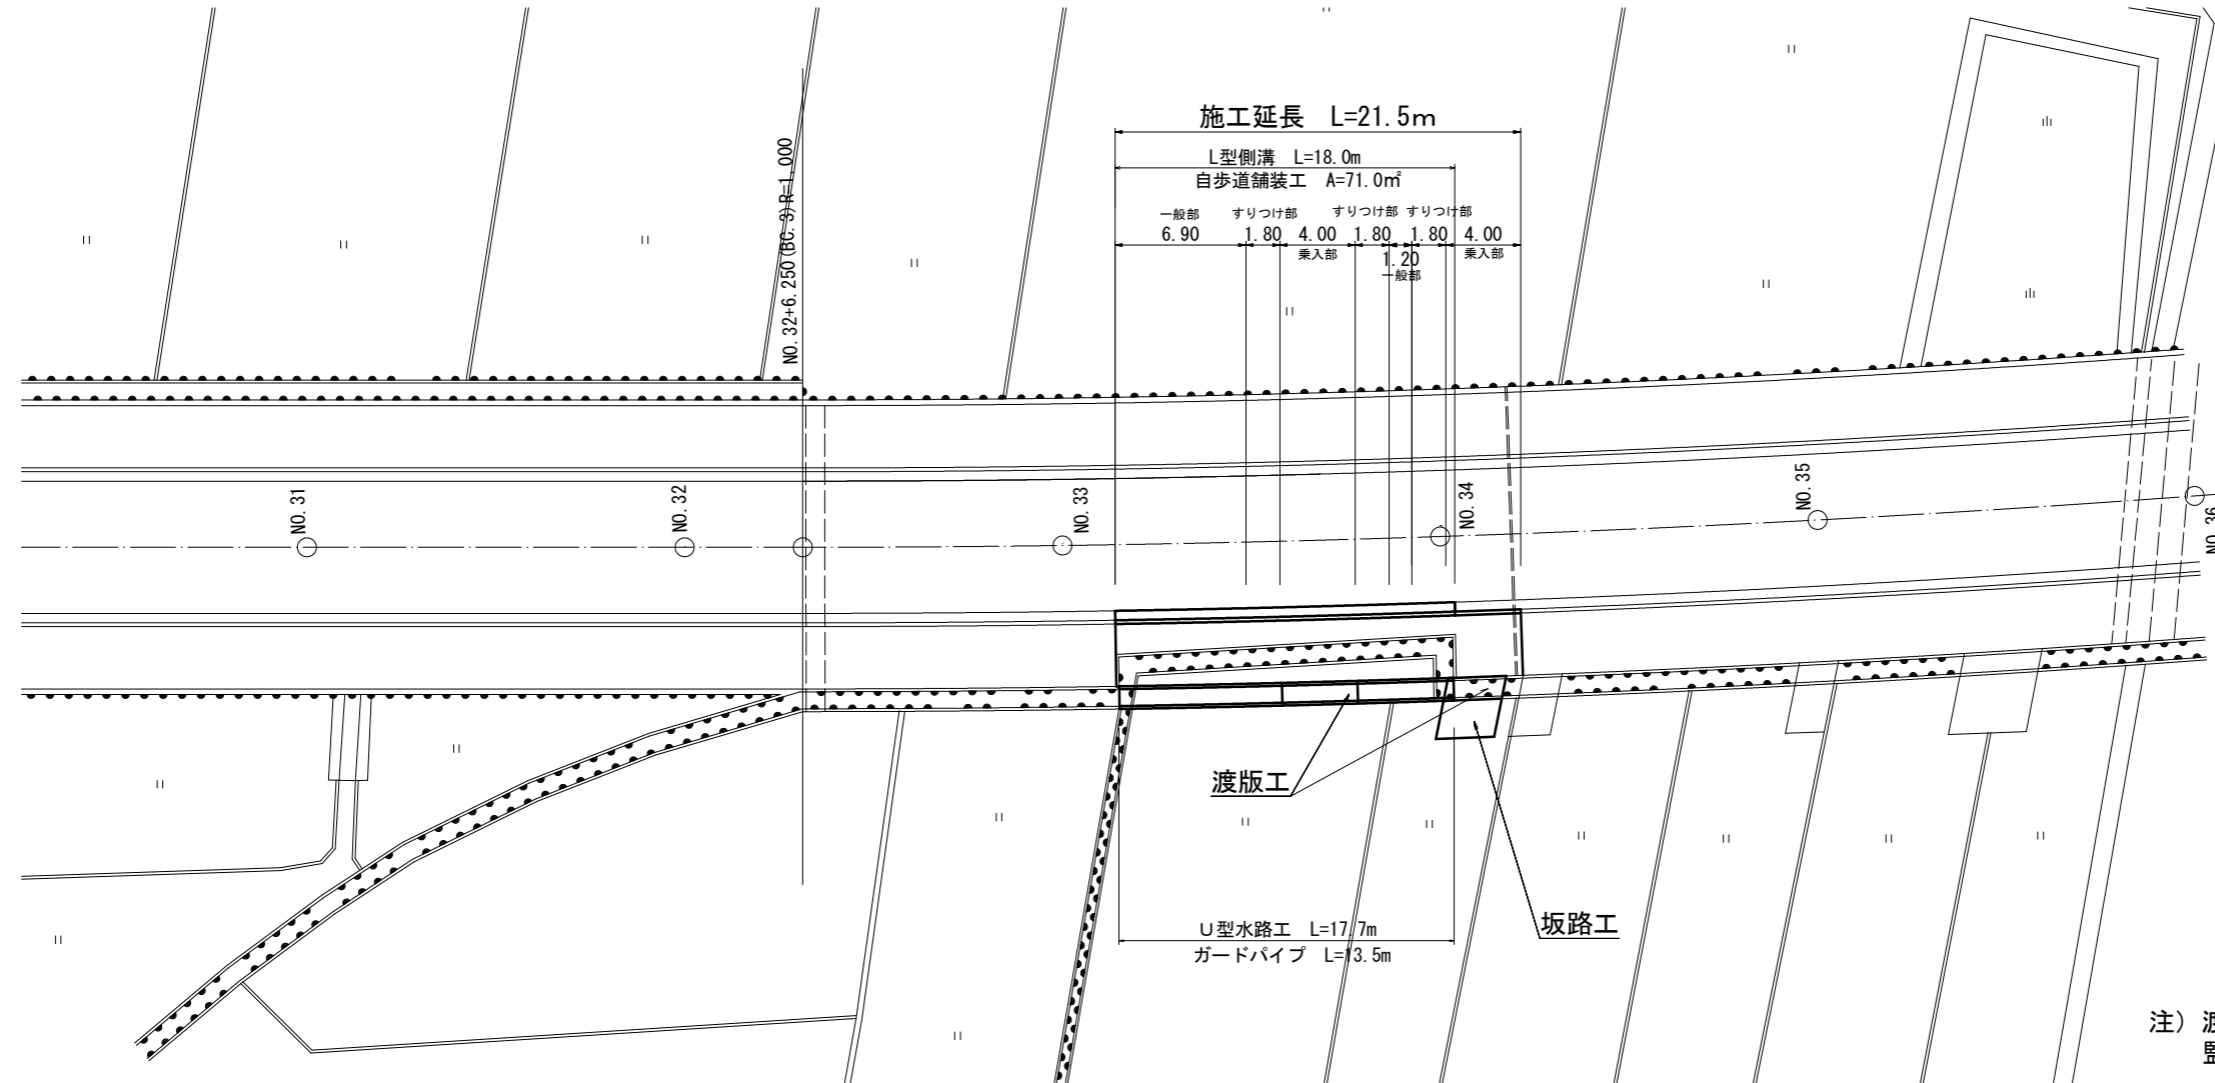 施工延長 L=21.5m
L型側溝 L=18.0m
自歩道舗装工 A=71.0㎡
一般部 すりつけ部 すりつけ部 すりつけ部
6.90 1.80 4.00 1.80 1.80 4.00
乗入部 1.20 乗入部
一般部
NO.32+6.250(BC.3)R=1,000
NO.31
NO.32
NO.33
NO.34
NO.35
NO.36
渡版工
坂路工
U型水路工 L=17.7m
ガードパイプ L=13.5m
注)